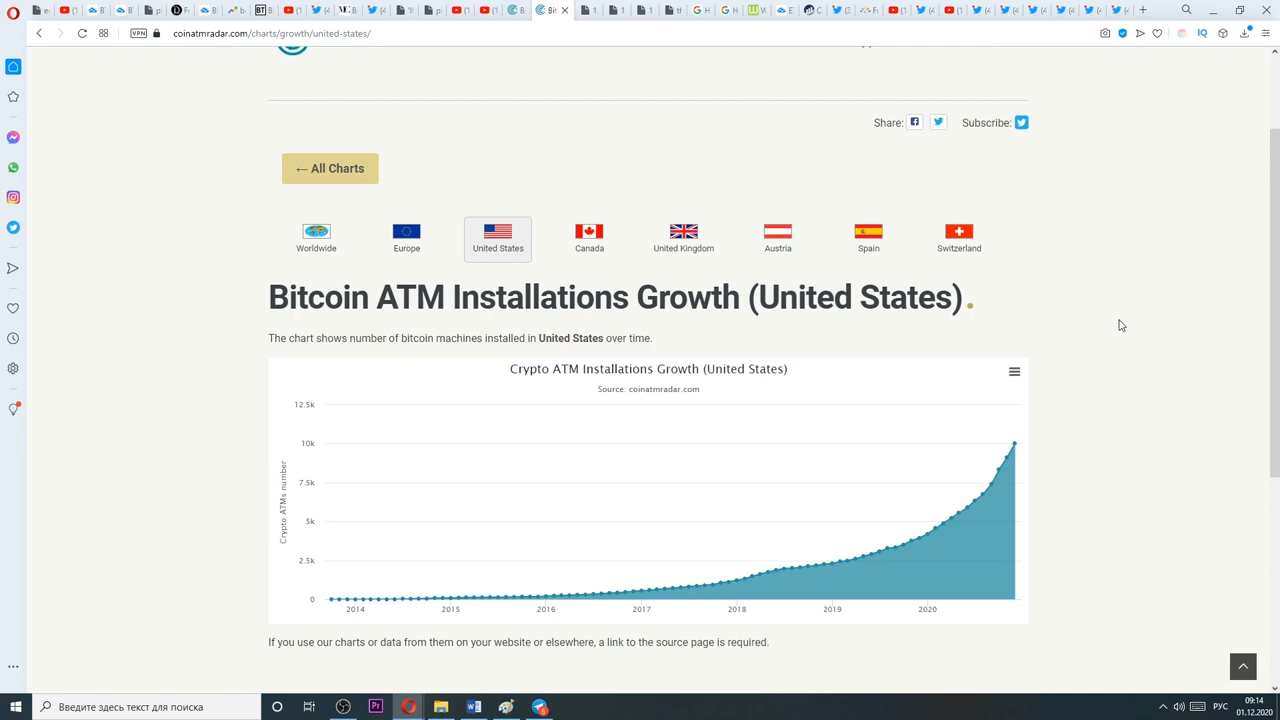 VPN
coinatmradar.com/charts/growth/united-states/
Share:
Subscribe:
← All Charts
Worldwide
Europe
United States
Canada
United Kingdom
Austria
Spain
Switzerland
Bitcoin ATM Installations Growth (United States).
The chart shows number of bitcoin machines installed in United States over time.
Crypto ATM Installations Growth (United States)
Source: coinatmradar.com
Crypto ATMs number
12.5k
10k
7.5k
5k
2.5k
0
2014 2015 2016 2017 2018 2019 2020
If you use our charts or data from them on your website or elsewhere, a link to the source page is required.
Введите здесь текст для поиска
РУС
09:14
01.12.2020